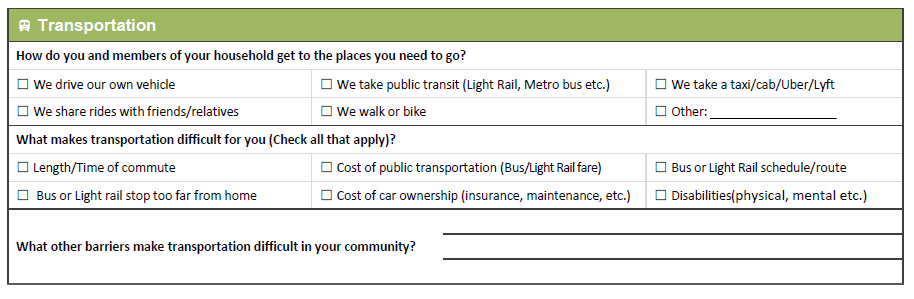 Transportation
How do you and members of your household get to the places you need to go?
☐ We drive our own vehicle ☐ We take public transit (Light Rail, Metro bus etc.) ☐ We take a taxi/cab/Uber/Lyft
☐ We share rides with friends/relatives ☐ We walk or bike ☐ Other: ____________________
What makes transportation difficult for you (Check all that apply)?
☐ Length/Time of commute ☐ Cost of public transportation (Bus/Light Rail fare) ☐ Bus or Light Rail schedule/route
☐ Bus or Light rail stop too far from home ☐ Cost of car ownership (insurance, maintenance, etc.) ☐ Disabilities(physical, mental etc.)
What other barriers make transportation difficult in your community?